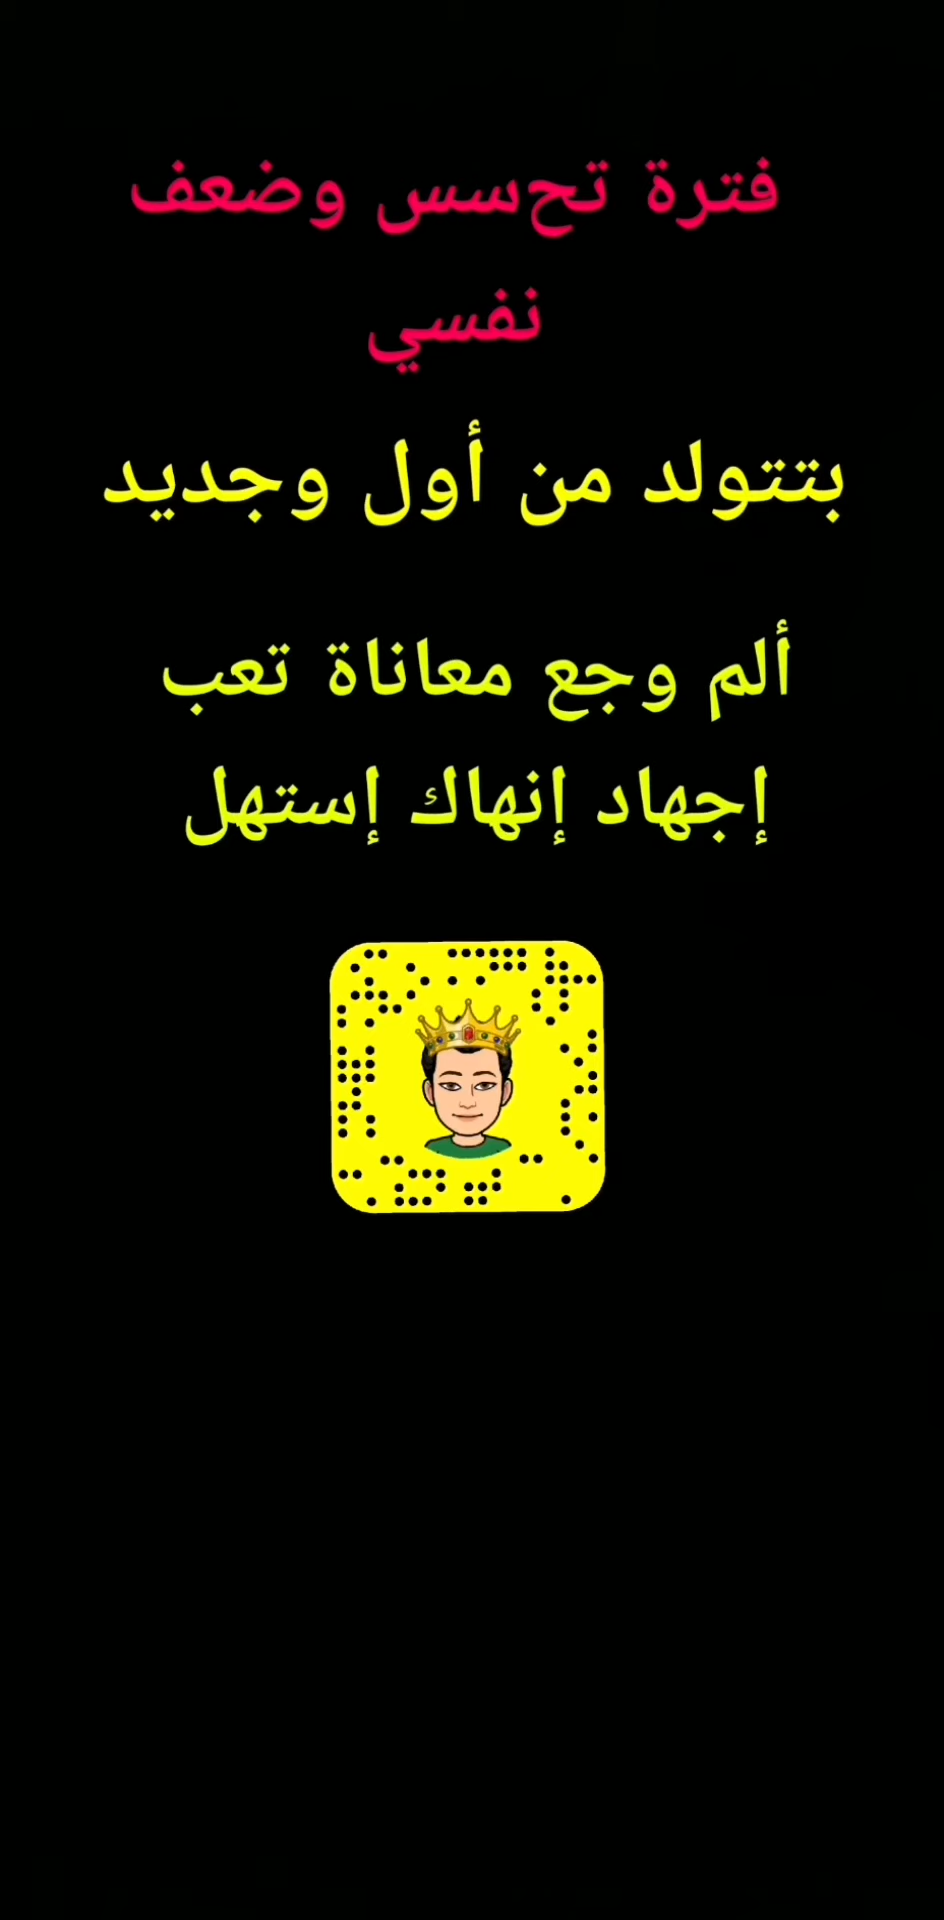 فترة تحسس وضعف
نفسي
بتتولد من أول وجديد
ألم وجع معاناة تعب
إجهاد إنهاك إستهل